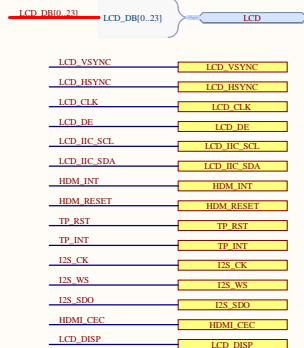 LCD_DB[0..23] LCD_DB[0..23] LCD
LCD_VSYNC LCD_VSYNC
LCD_HSYNC LCD_HSYNC
LCD_CLK LCD_CLK
LCD_DE LCD_DE
LCD_IIC_SCL LCD_IIC_SCL
LCD_IIC_SDA LCD_IIC_SDA
HDM_INT HDM_INT
HDM_RESET HDM_RESET
TP_RST TP_RST
TP_INT TP_INT
I2S_CK I2S_CK
I2S_WS I2S_WS
I2S_SDO I2S_SDO
HDMI_CEC HDMI_CEC
LCD_DISP LCD_DISP